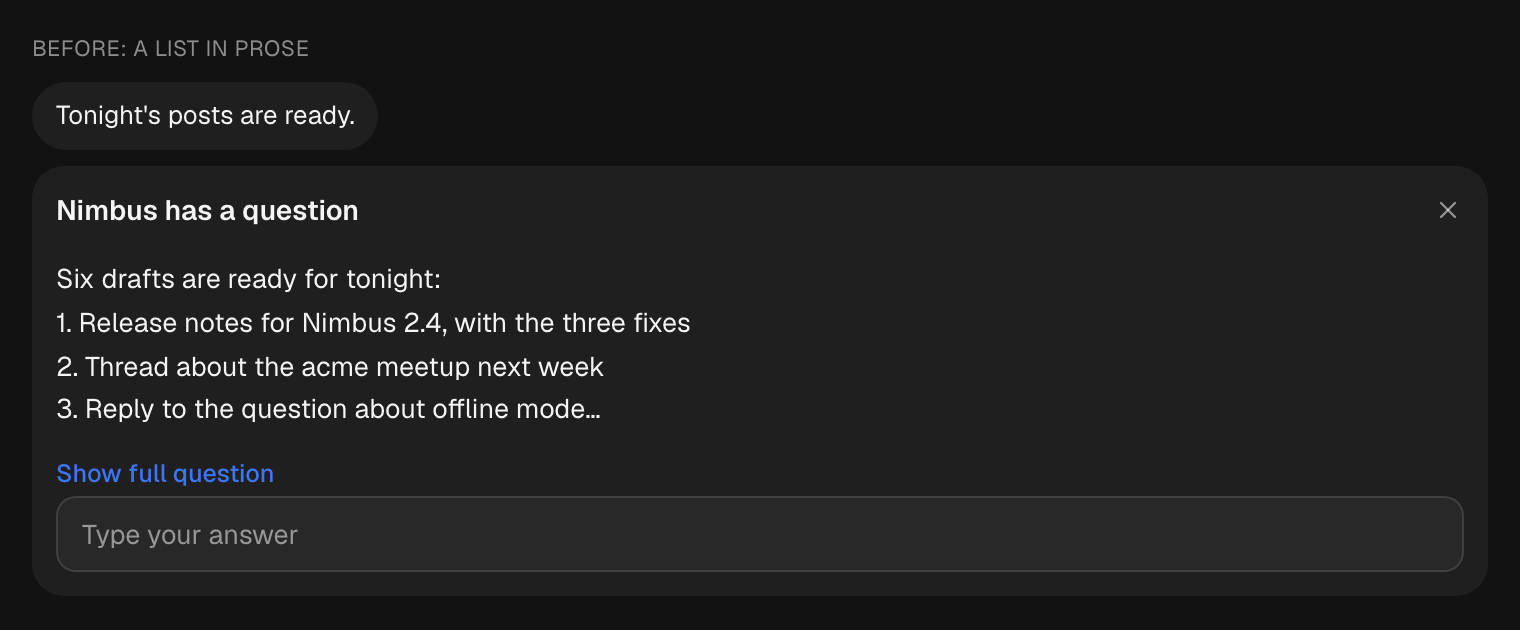 BEFORE: A LIST IN PROSE
Tonight's posts are ready.
Nimbus has a question
Six drafts are ready for tonight:
1. Release notes for Nimbus 2.4, with the three fixes
2. Thread about the acme meetup next week
3. Reply to the question about offline mode…
Show full question
Type your answer